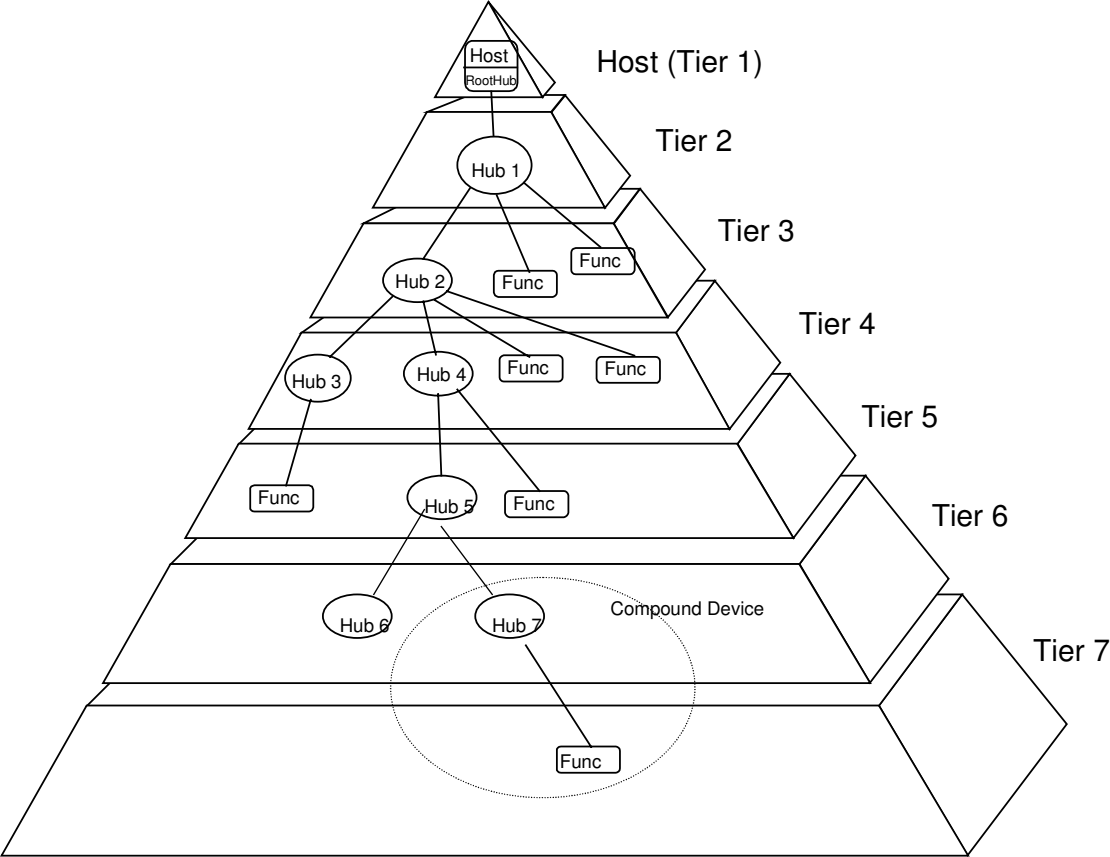 Host
RootHub
Host (Tier 1)
Tier 2
Hub 1
Tier 3
Func
Hub 2
Func
Tier 4
Hub 3
Hub 4
Func
Func
Tier 5
Func
Hub 5
Func
Tier 6
Compound Device
Hub 6
Hub 7
Tier 7
Func